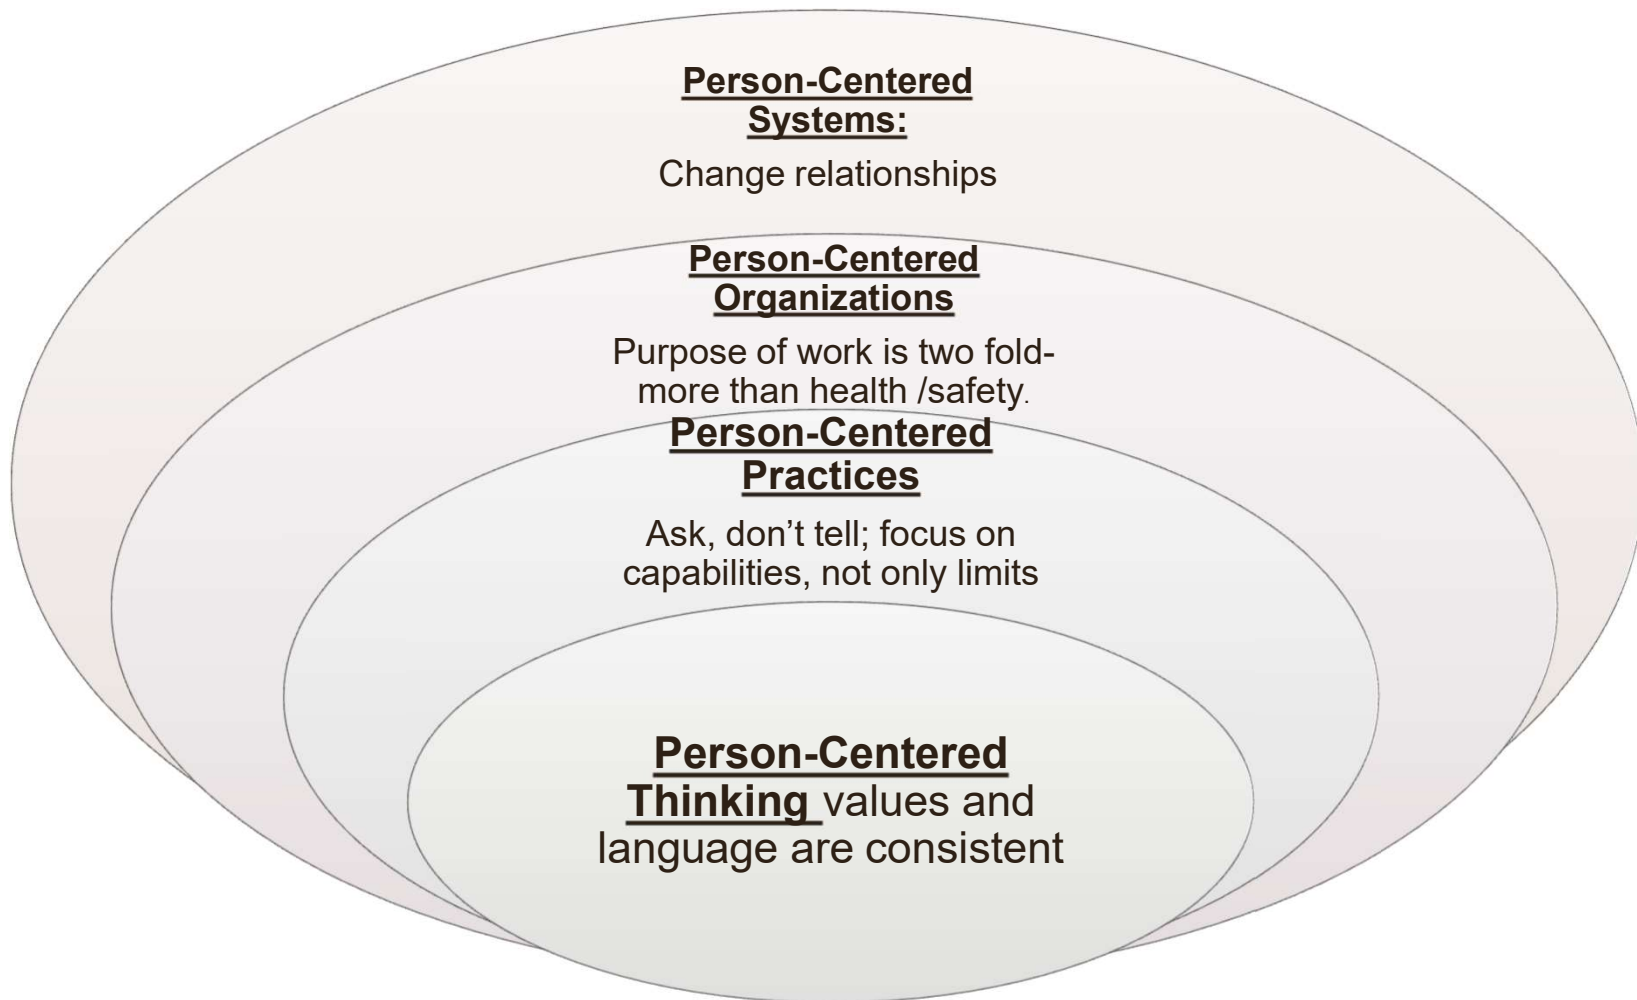 Person-Centered
Systems:
Change relationships
Person-Centered
Organizations
Purpose of work is two fold-
more than health /safety.
Person-Centered
Practices
Ask, don’t tell; focus on
capabilities, not only limits
Person-Centered
Thinking values and
language are consistent